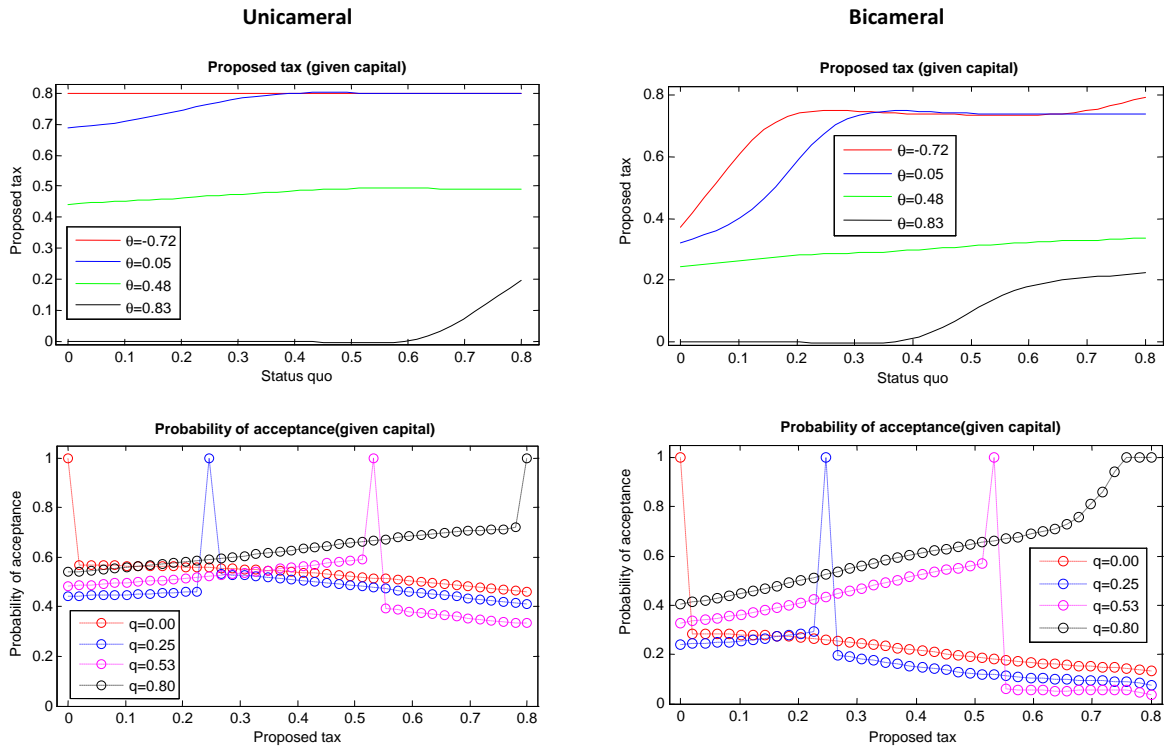 Unicameral
Bicameral
Proposed tax (given capital)
Proposed tax
0.8
0.7
0.6
0.5
0.4
0.3
0.2
0.1
0
θ=-0.72
θ=0.05
θ=0.48
θ=0.83
0 0.1 0.2 0.3 0.4 0.5 0.6 0.7 0.8
Status quo
Proposed tax (given capital)
Proposed tax
0.8
0.6
0.4
0.2
0
θ=-0.72
θ=0.05
θ=0.48
θ=0.83
0 0.1 0.2 0.3 0.4 0.5 0.6 0.7 0.8
Status quo
Probability of acceptance(given capital)
Probability of acceptance
1
0.8
0.6
0.4
0.2
0
q=0.00
q=0.25
q=0.53
q=0.80
0 0.1 0.2 0.3 0.4 0.5 0.6 0.7 0.8
Proposed tax
Probability of acceptance(given capital)
Probability of acceptance
1
0.8
0.6
0.4
0.2
0
q=0.00
q=0.25
q=0.53
q=0.80
0 0.1 0.2 0.3 0.4 0.5 0.6 0.7 0.8
Proposed tax